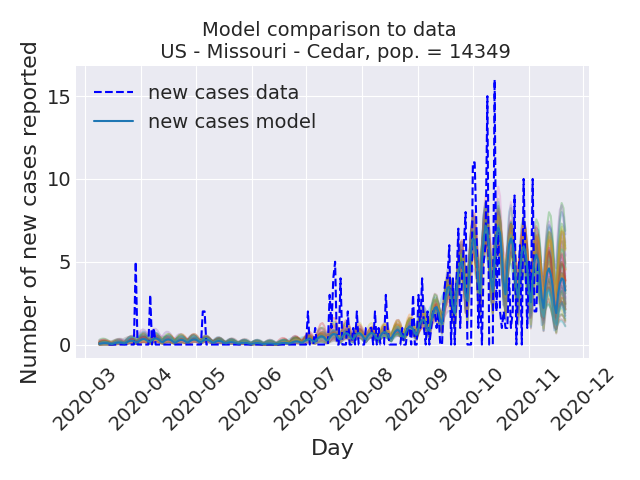 Model comparison to data
US - Missouri - Cedar, pop. = 14349
Number of new cases reported
15
10
5
0
new cases data
new cases model
2020-03
2020-04
2020-05
2020-06
2020-07
2020-08
2020-09
2020-10
2020-11
2020-12
Day